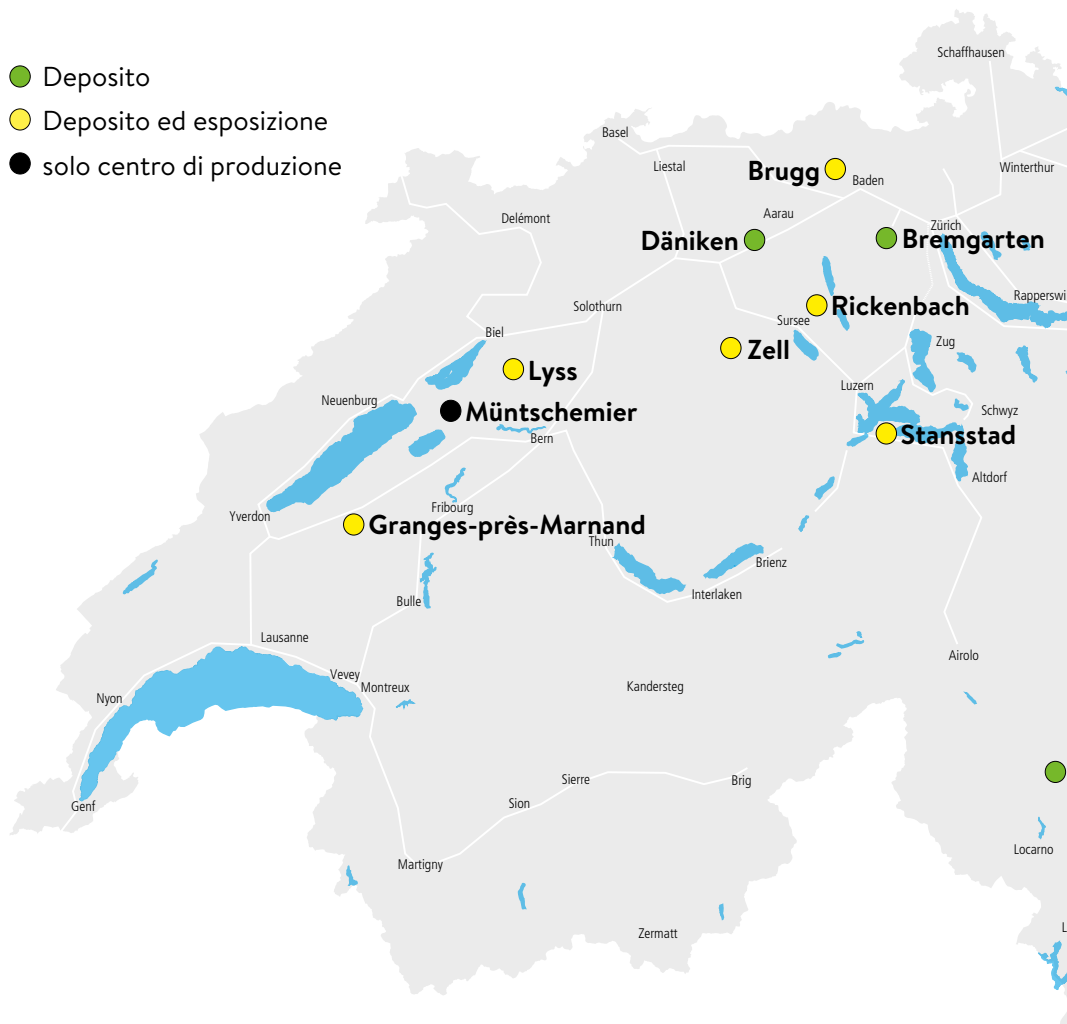 Deposito
Deposito ed esposizione
solo centro di produzione
Schaffhausen
Basel
Liestal
Winterthur
Brugg
Baden
Aarau
Delémont
Zürich
Däniken
Bremgarten
Rapperswi
Solothurn
Rickenbach
Sursee
Biel
Zug
Zell
Lyss
Luzern
Neuenburg
Müntschemier
Schwyz
Bern
Stansstad
Altdorf
Fribourg
Yverdon
Granges-près-Marnand
Thun
Brienz
Interlaken
Bulle
Lausanne
Airolo
Vevey
Montreux
Kandersteg
Nyon
Sierre
Brig
Sion
Genf
Locarno
Martigny
Zermatt
L